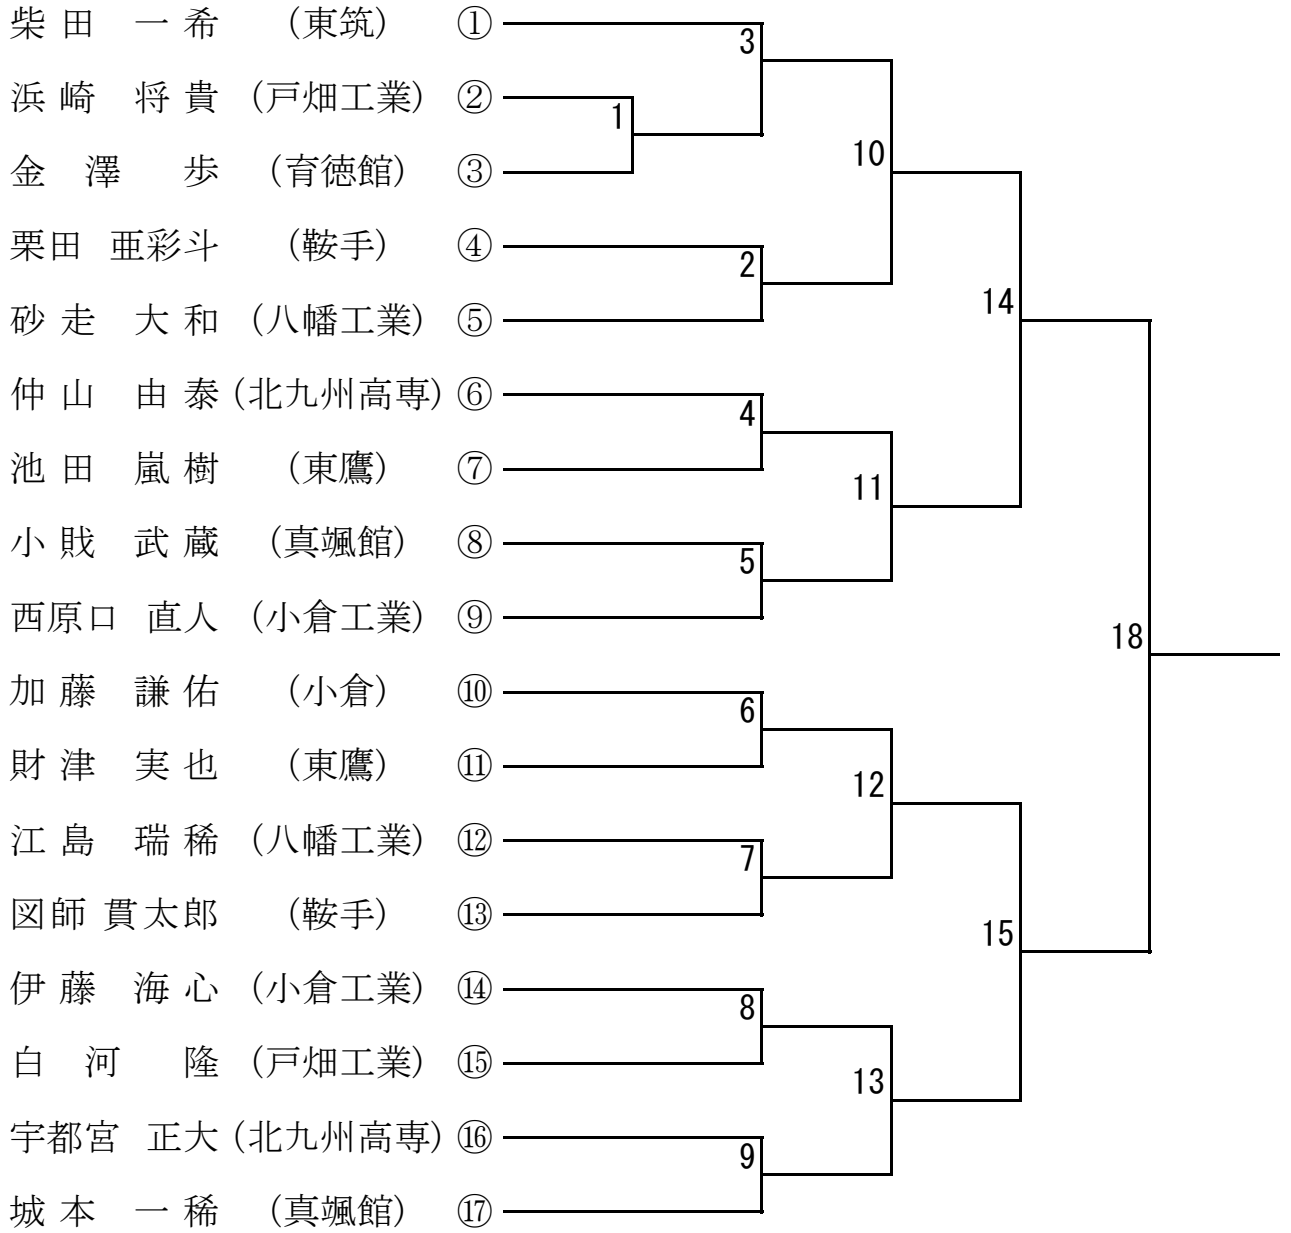 柴田 一希 (東筑) ①
3
浜崎 将貴 (戸畑工業) ②
1
金澤 歩 (育徳館) ③
10
栗田 亜彩斗 (鞍手) ④
2
砂走 大和 (八幡工業) ⑤
14
仲山 由泰 (北九州高専) ⑥
4
池田 嵐樹 (東鷹) ⑦
11
小賎 武蔵 (真颯館) ⑧
5
西原口 直人 (小倉工業) ⑨
18
加藤 謙佑 (小倉) ⑩
6
財津 実也 (東鷹) ⑪
12
江島 瑞稀 (八幡工業) ⑫
7
図師 貫太郎 (鞍手) ⑬
15
伊藤 海心 (小倉工業) ⑭
8
白河 隆 (戸畑工業) ⑮
13
宇都宮 正大 (北九州高専) ⑯
9
城本 一稀 (真颯館) ⑰